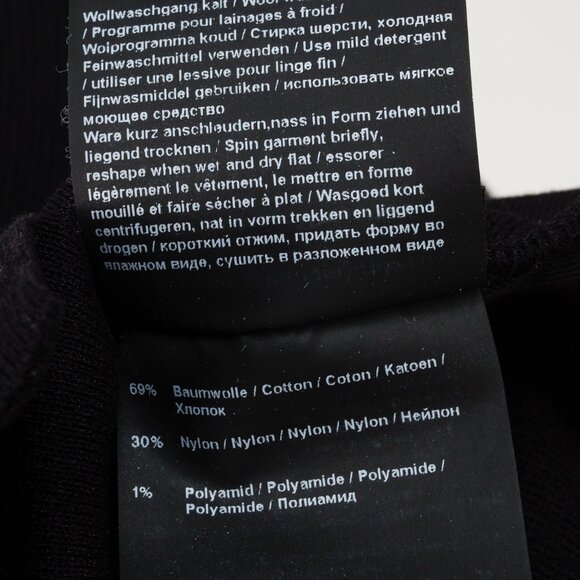 Wollwaschgang kalt / Wool
/ Programme pour lainages à froid /
Wolprogramma koud / Стирка шерсти, холодная
Feinwaschmittel verwenden / Use mild detergent
/ utiliser une lessive pour linge fin /
Fijnwasmiddel gebruiken / использовать мягкое
моющее средство
Ware kurz anschleudern,nass in Form ziehen und
liegend trocknen / Spin garment briefly,
reshape when wet and dry flat / essorer
légèrement le vêtement, le mettre en forme
mouillé et faire sécher à plat / Wasgoed kort
centrifugeren, nat in vorm trekken en liggend
drogen / короткий отжим, придать форму во
влажном виде, сушить в разложенном виде
69% Baumwolle / Cotton / Coton / Katoen /
Хлопок
30% Nylon / Nylon / Nylon / Nylon / Нейлон
1% Polyamid / Polyamide / Polyamide /
Polyamide / Полиамид